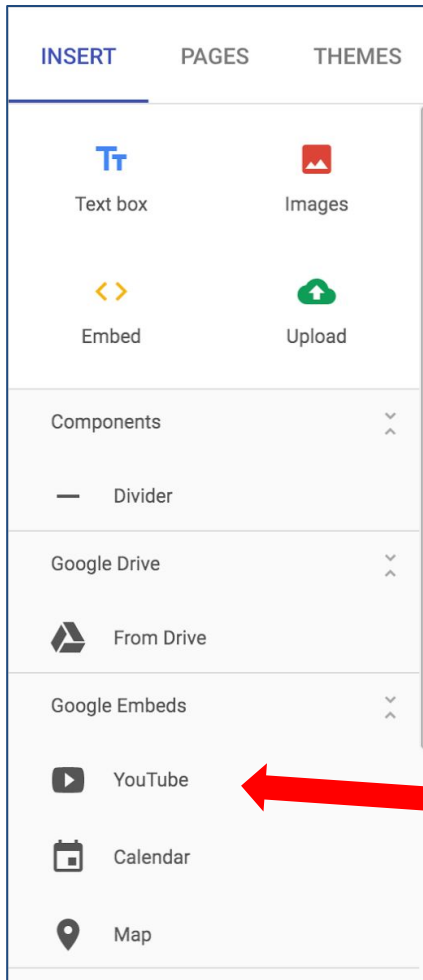 INSERT PAGES THEMES
Text box Images
Embed Upload
Components
Divider
Google Drive
From Drive
Google Embeds
YouTube
Calendar
Map